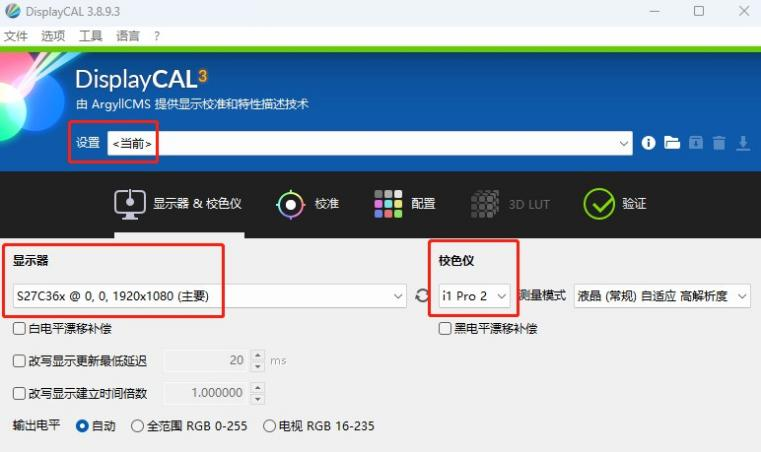 DisplayCAL 3.8.9.3
文件 选项 工具 语言 ?
DisplayCAL3
由 ArgyllCMS 提供显示校准和特性描述技术
设置 <当前>
显示器 & 校色仪 校准 配置 3D LUT 验证
显示器 校色仪
S27C36x @ 0, 0, 1920x1080 (主要) i1 Pro 2 测量模式 液晶 (常规) 自适应 高解析度
白电平漂移补偿 黑电平漂移补偿
改写显示更新最低延迟 20 ms
改写显示建立时间倍数 1.000000
输出电平 自动 全范围 RGB 0-255 电视 RGB 16-235